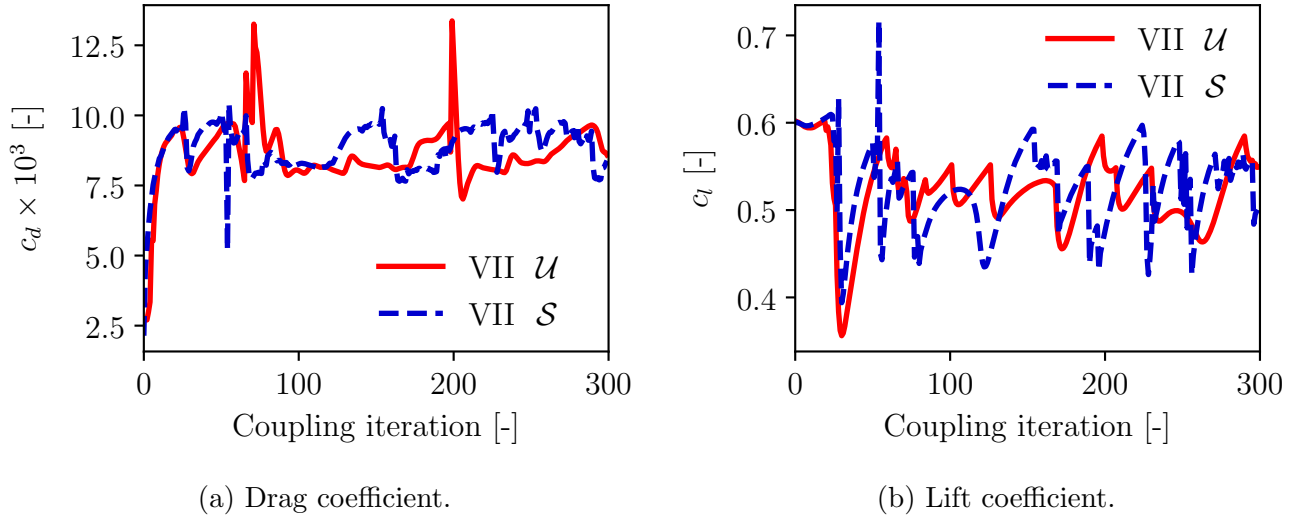 12.5
10.0
7.5
5.0
2.5
c_d × 10^3 [-]
VII 𝒰
VII 𝒮
0 100 200 300
Coupling iteration [-]
(a) Drag coefficient.
0.7
0.6
0.5
0.4
c_l [-]
VII 𝒰
VII 𝒮
0 100 200 300
Coupling iteration [-]
(b) Lift coefficient.